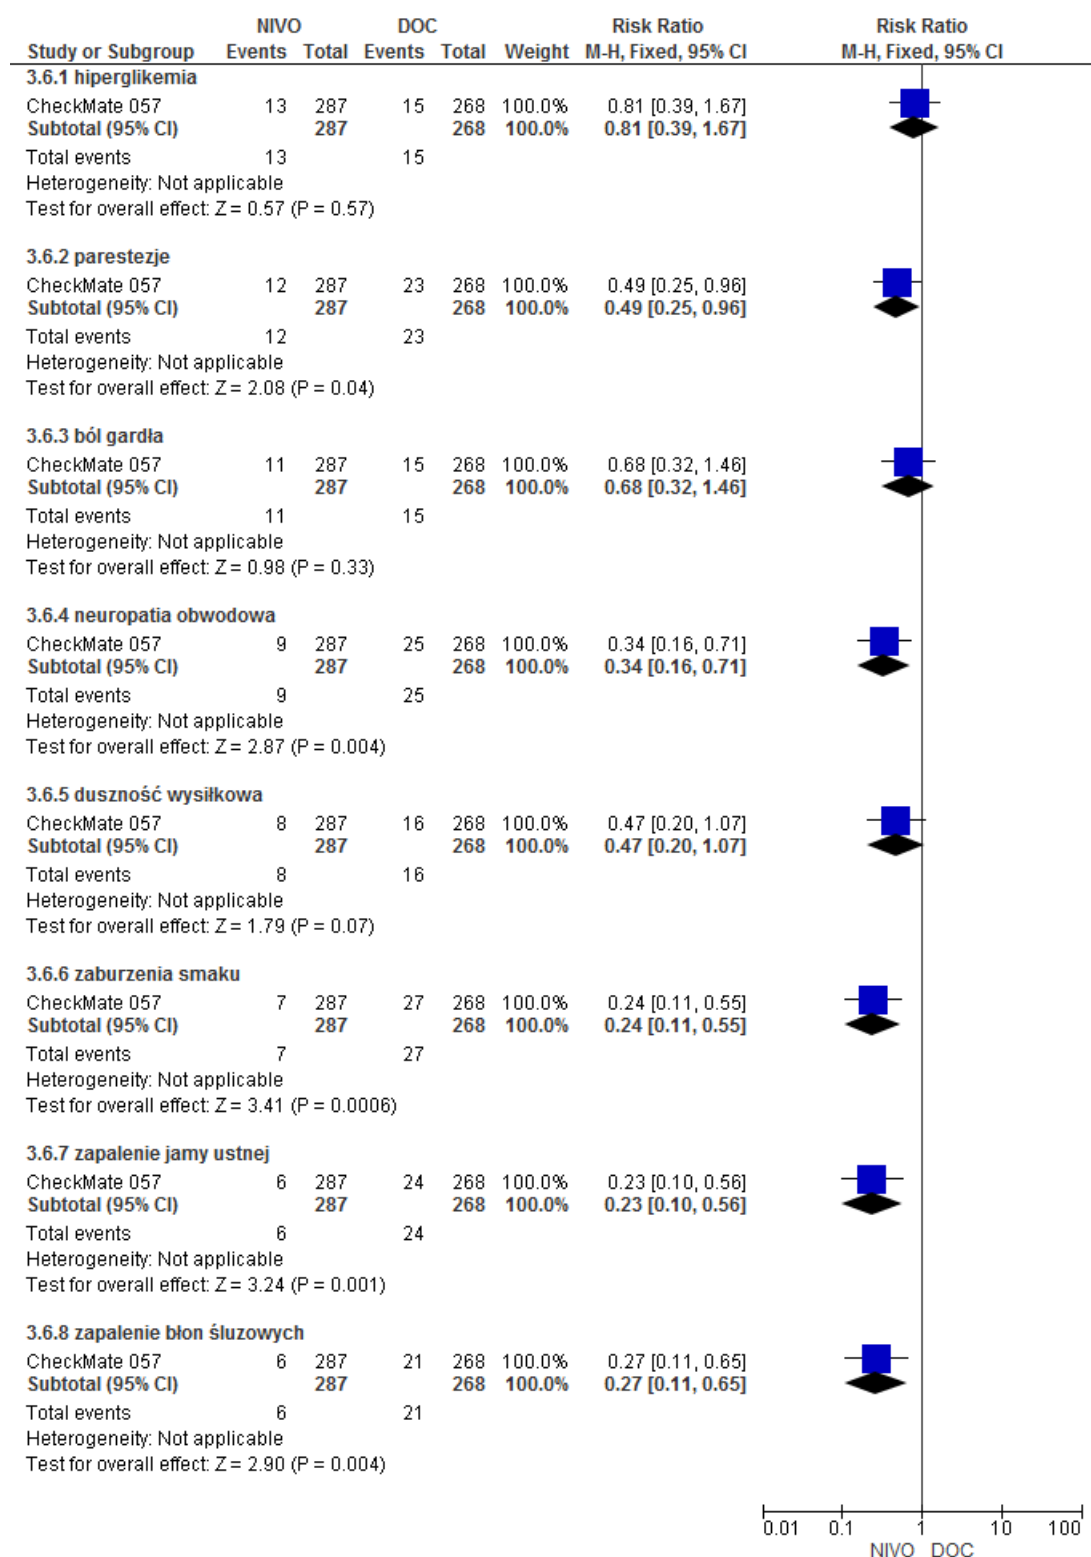 NIVO DOC Risk Ratio Risk Ratio
Study or Subgroup Events Total Events Total Weight M-H, Fixed, 95% CI M-H, Fixed, 95% CI
3.6.1 hiperglikemia
CheckMate 057 13 287 15 268 100.0% 0.81 [0.39, 1.67]
Subtotal (95% CI) 287 268 100.0% 0.81 [0.39, 1.67]
Total events 13 15
Heterogeneity: Not applicable
Test for overall effect: Z = 0.57 (P = 0.57)
3.6.2 parestezje
CheckMate 057 12 287 23 268 100.0% 0.49 [0.25, 0.96]
Subtotal (95% CI) 287 268 100.0% 0.49 [0.25, 0.96]
Total events 12 23
Heterogeneity: Not applicable
Test for overall effect: Z = 2.08 (P = 0.04)
3.6.3 ból gardła
CheckMate 057 11 287 15 268 100.0% 0.68 [0.32, 1.46]
Subtotal (95% CI) 287 268 100.0% 0.68 [0.32, 1.46]
Total events 11 15
Heterogeneity: Not applicable
Test for overall effect: Z = 0.98 (P = 0.33)
3.6.4 neuropatia obwodowa
CheckMate 057 9 287 25 268 100.0% 0.34 [0.16, 0.71]
Subtotal (95% CI) 287 268 100.0% 0.34 [0.16, 0.71]
Total events 9 25
Heterogeneity: Not applicable
Test for overall effect: Z = 2.87 (P = 0.004)
3.6.5 duszność wysiłkowa
CheckMate 057 8 287 16 268 100.0% 0.47 [0.20, 1.07]
Subtotal (95% CI) 287 268 100.0% 0.47 [0.20, 1.07]
Total events 8 16
Heterogeneity: Not applicable
Test for overall effect: Z = 1.79 (P = 0.07)
3.6.6 zaburzenia smaku
CheckMate 057 7 287 27 268 100.0% 0.24 [0.11, 0.55]
Subtotal (95% CI) 287 268 100.0% 0.24 [0.11, 0.55]
Total events 7 27
Heterogeneity: Not applicable
Test for overall effect: Z = 3.41 (P = 0.0006)
3.6.7 zapalenie jamy ustnej
CheckMate 057 6 287 24 268 100.0% 0.23 [0.10, 0.56]
Subtotal (95% CI) 287 268 100.0% 0.23 [0.10, 0.56]
Total events 6 24
Heterogeneity: Not applicable
Test for overall effect: Z = 3.24 (P = 0.001)
3.6.8 zapalenie błon śluzowych
CheckMate 057 6 287 21 268 100.0% 0.27 [0.11, 0.65]
Subtotal (95% CI) 287 268 100.0% 0.27 [0.11, 0.65]
Total events 6 21
Heterogeneity: Not applicable
Test for overall effect: Z = 2.90 (P = 0.004)
0.01 0.1 1 10 100
NIVO DOC